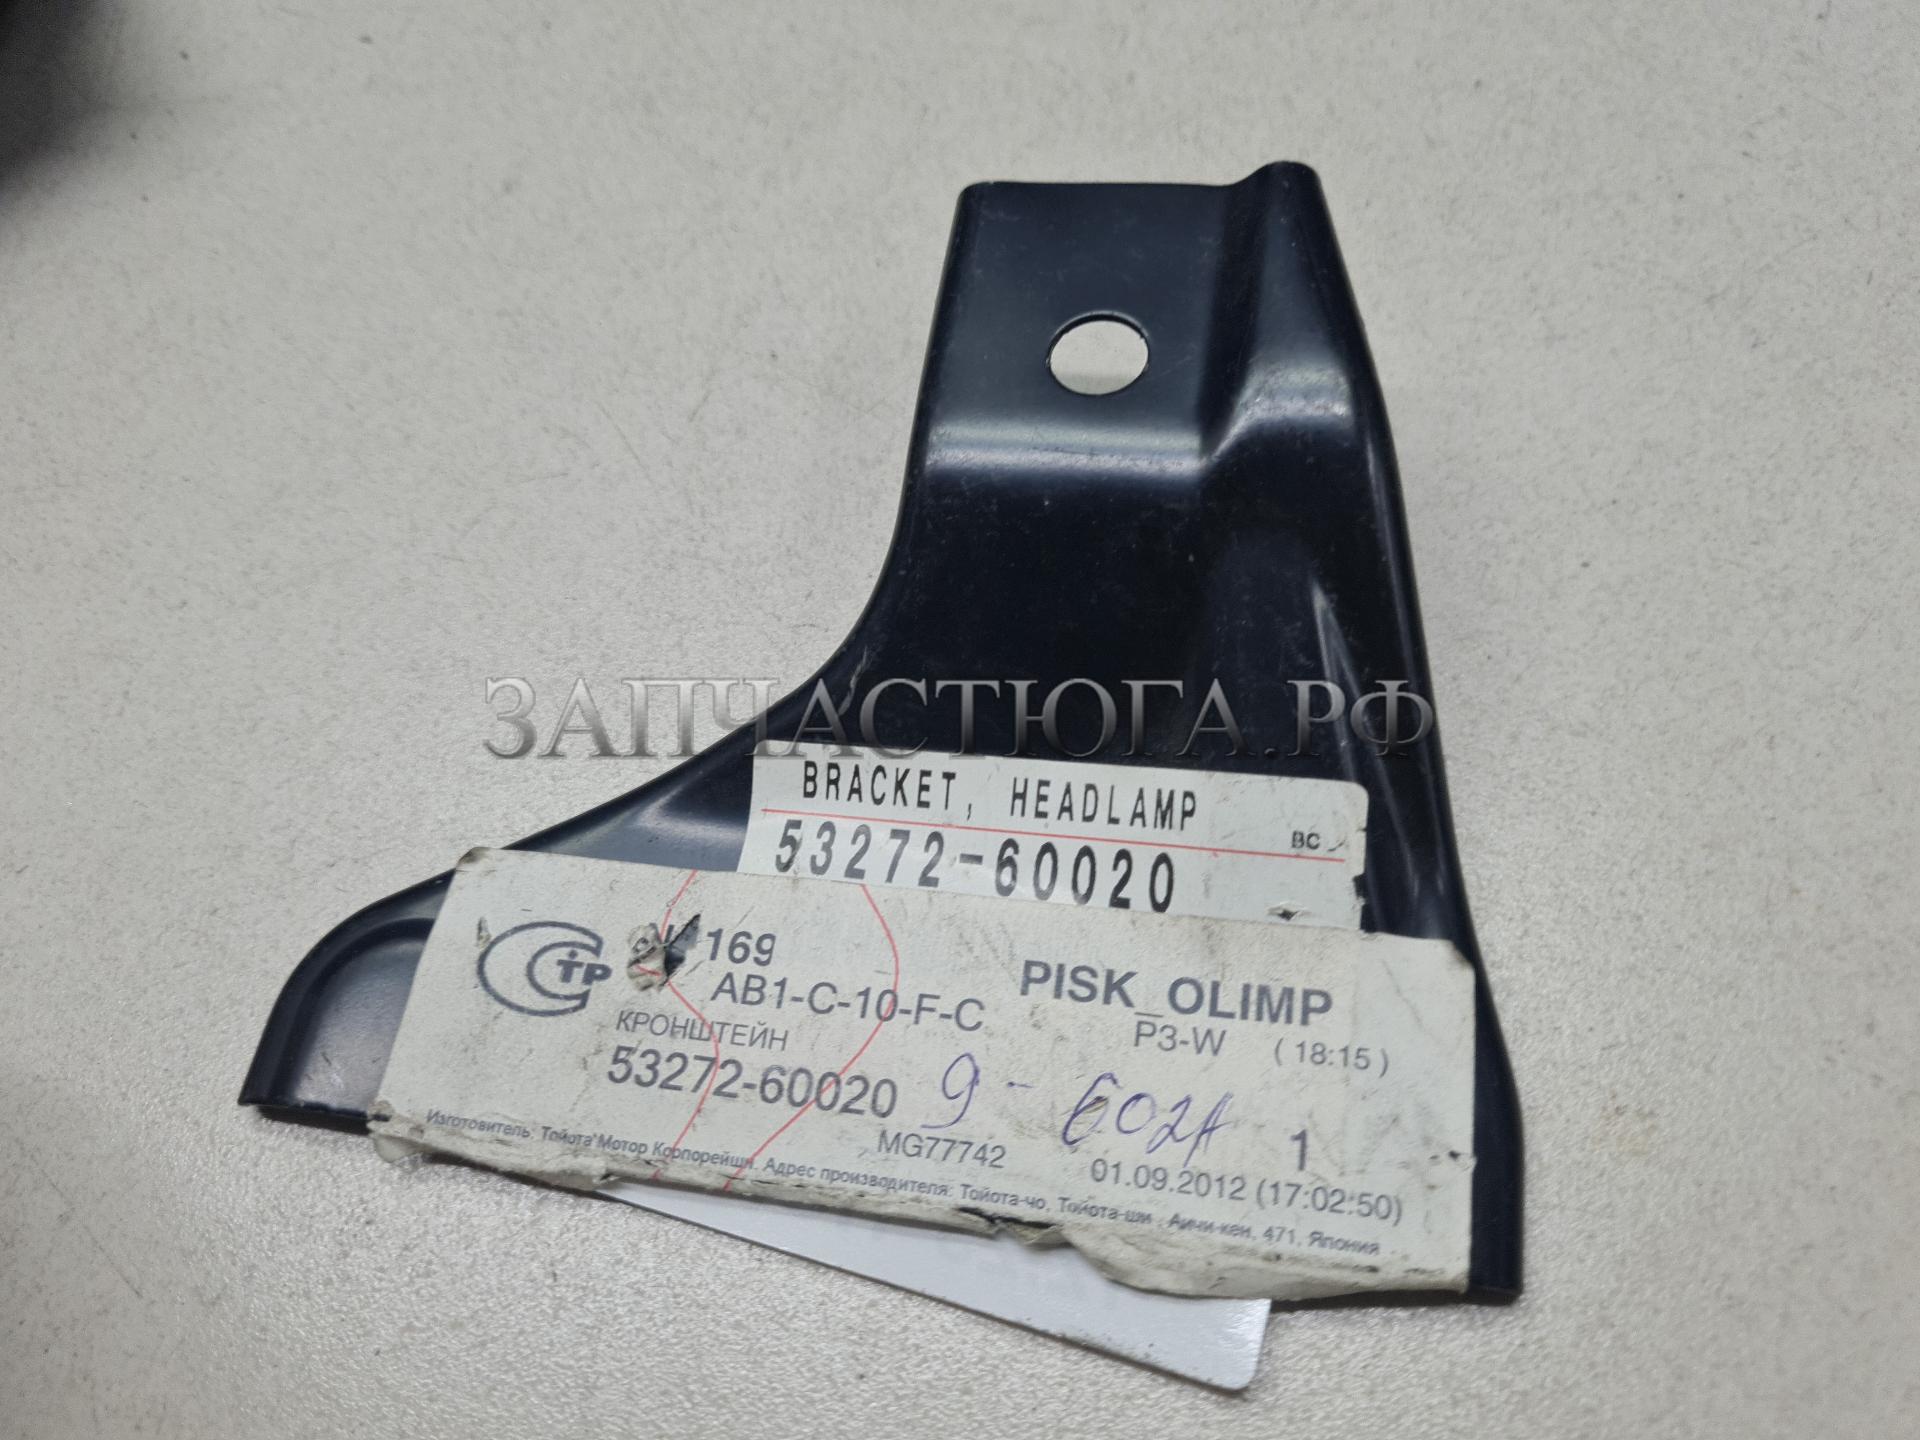 ЗАПЧАСТЮГА.РФ
BRACKET, HEADLAMP
BC
53272-60020
стр 169
AB1-C-10-F-C
PISK_OLIMP
P3-W (18:15)
КРОНШТЕЙН
53272-60020
9 - 602A
1
MG77742
01.09.2012 (17:02:50)
Изготовитель: Тойота Мотор Корпорейшн. Адрес производителя: Тойота-чо, Тойота-ши, Аичи-кен, 471, Япония